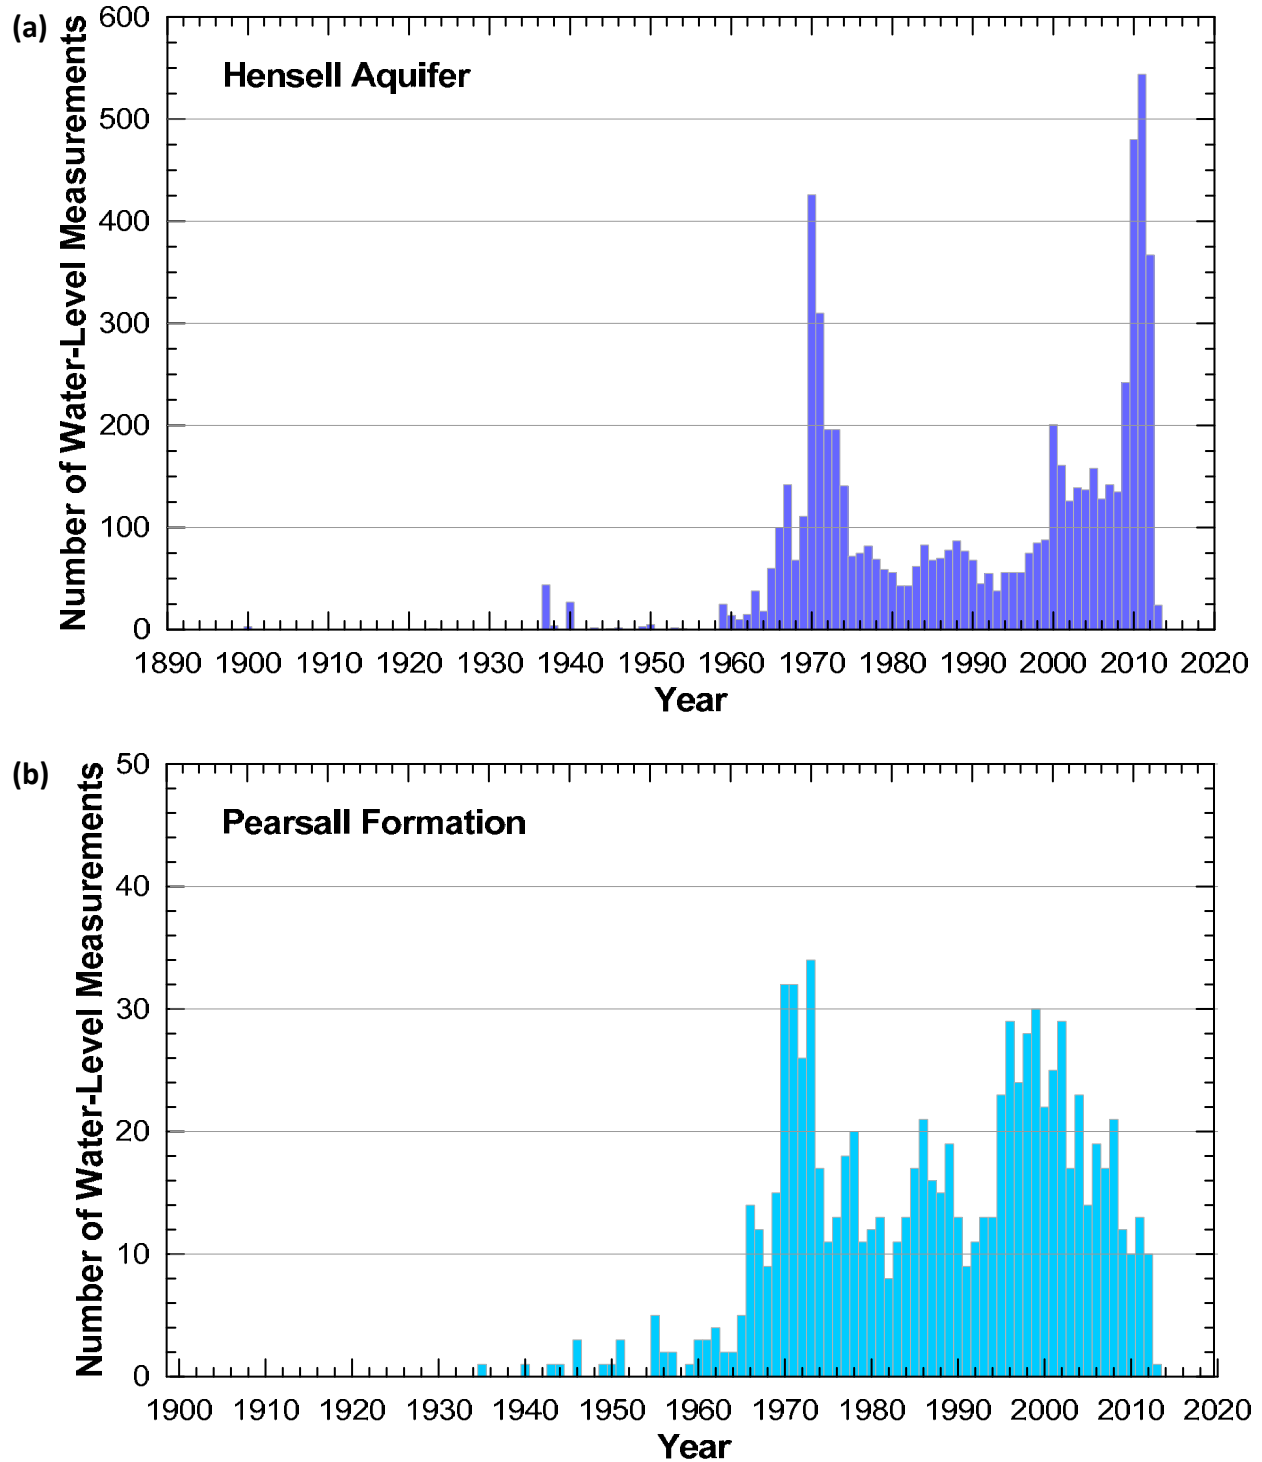 (a)
Hensell Aquifer
Number of Water-Level Measurements
600
500
400
300
200
100
0
1890 1900 1910 1920 1930 1940 1950 1960 1970 1980 1990 2000 2010 2020
Year
(b)
Pearsall Formation
Number of Water-Level Measurements
50
40
30
20
10
0
1900 1910 1920 1930 1940 1950 1960 1970 1980 1990 2000 2010 2020
Year